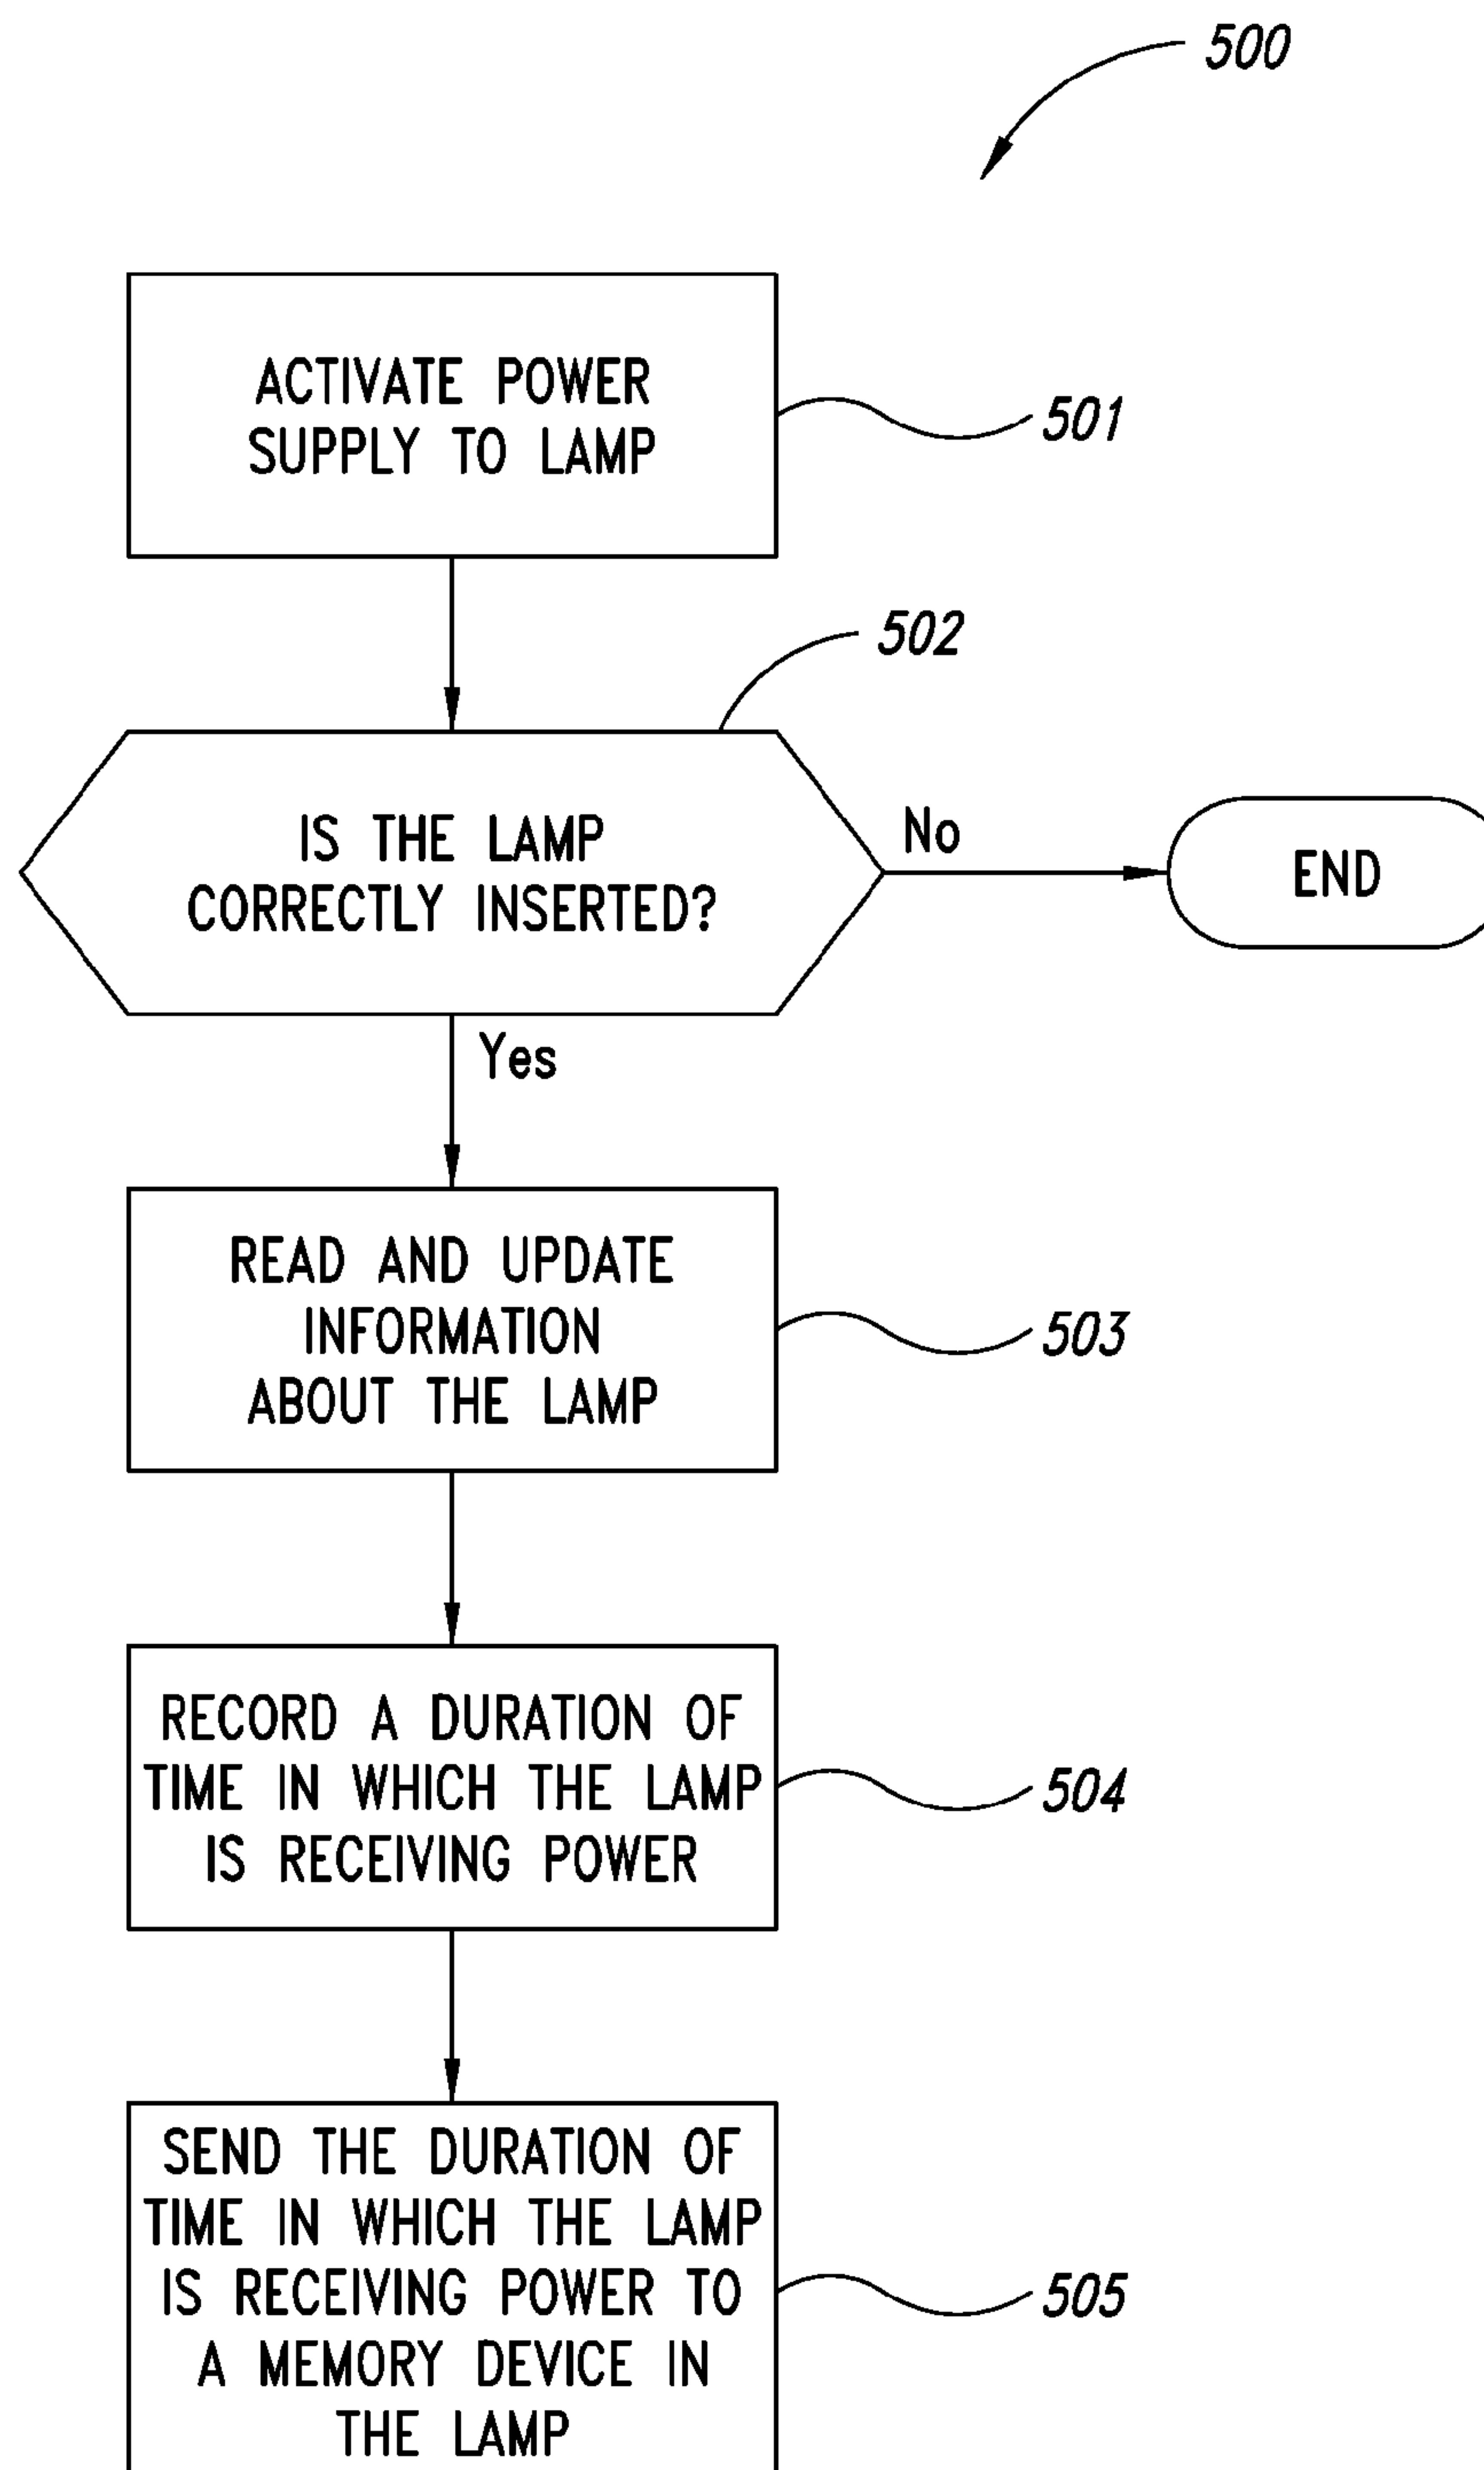 500
ACTIVATE POWER
SUPPLY TO LAMP
501
502
IS THE LAMP
CORRECTLY INSERTED?
No
END
Yes
READ AND UPDATE
INFORMATION
ABOUT THE LAMP
503
RECORD A DURATION OF
TIME IN WHICH THE LAMP
IS RECEIVING POWER
504
SEND THE DURATION OF
TIME IN WHICH THE LAMP
IS RECEIVING POWER TO
A MEMORY DEVICE IN
THE LAMP
505